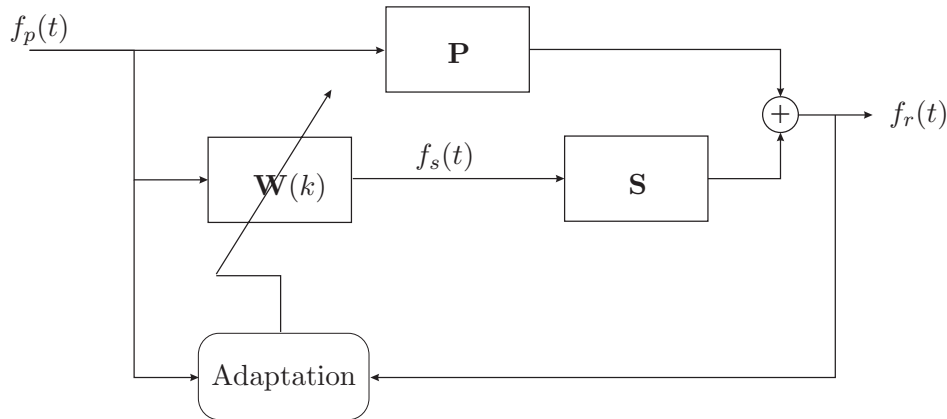 f_p(t)
P
+
f_r(t)
W(k)
f_s(t)
S
Adaptation